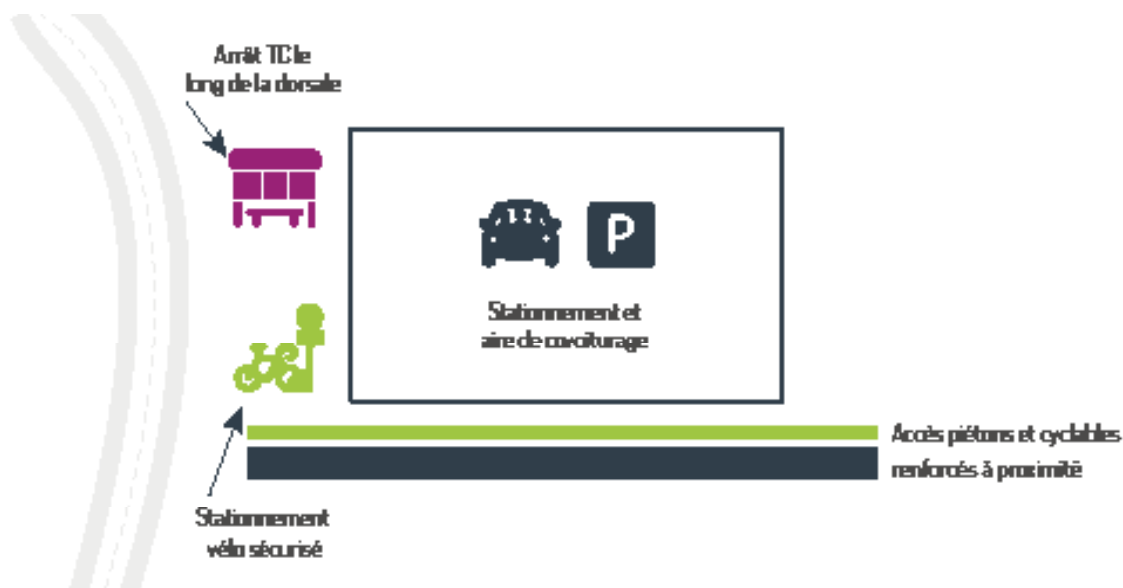 Arrêt TC le
long de la dorsale
P
Stationnement et
aire de covoiturage
Accès piétons et cyclables
renforcés à proximité
Stationnement
vélo sécurisé